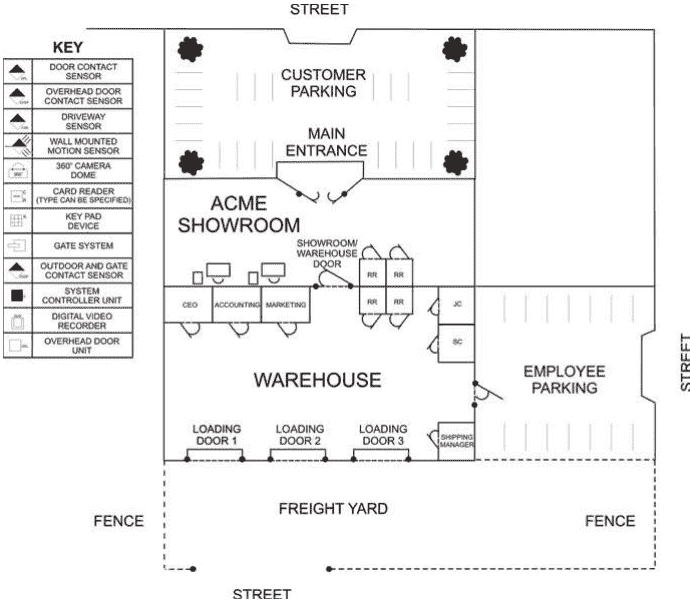 STREET
KEY
DOOR CONTACT
SENSOR
OVERHEAD DOOR
CONTACT SENSOR
DRIVEWAY
SENSOR
WALL MOUNTED
MOTION SENSOR
360° CAMERA
DOME
CARD READER
(TYPE CAN BE SPECIFIED)
KEY PAD
DEVICE
GATE SYSTEM
OUTDOOR AND GATE
CONTACT SENSOR
SYSTEM
CONTROLLER UNIT
DIGITAL VIDEO
RECORDER
OVERHEAD DOOR
UNIT
CUSTOMER
PARKING
MAIN
ENTRANCE
ACME
SHOWROOM
SHOWROOM/
WAREHOUSE
DOOR
RR
RR
RR
RR
CEO
ACCOUNTING
MARKETING
JC
SC
WAREHOUSE
EMPLOYEE
PARKING
STREET
LOADING
DOOR 1
LOADING
DOOR 2
LOADING
DOOR 3
SHIPPING
MANAGER
FREIGHT YARD
FENCE
FENCE
STREET